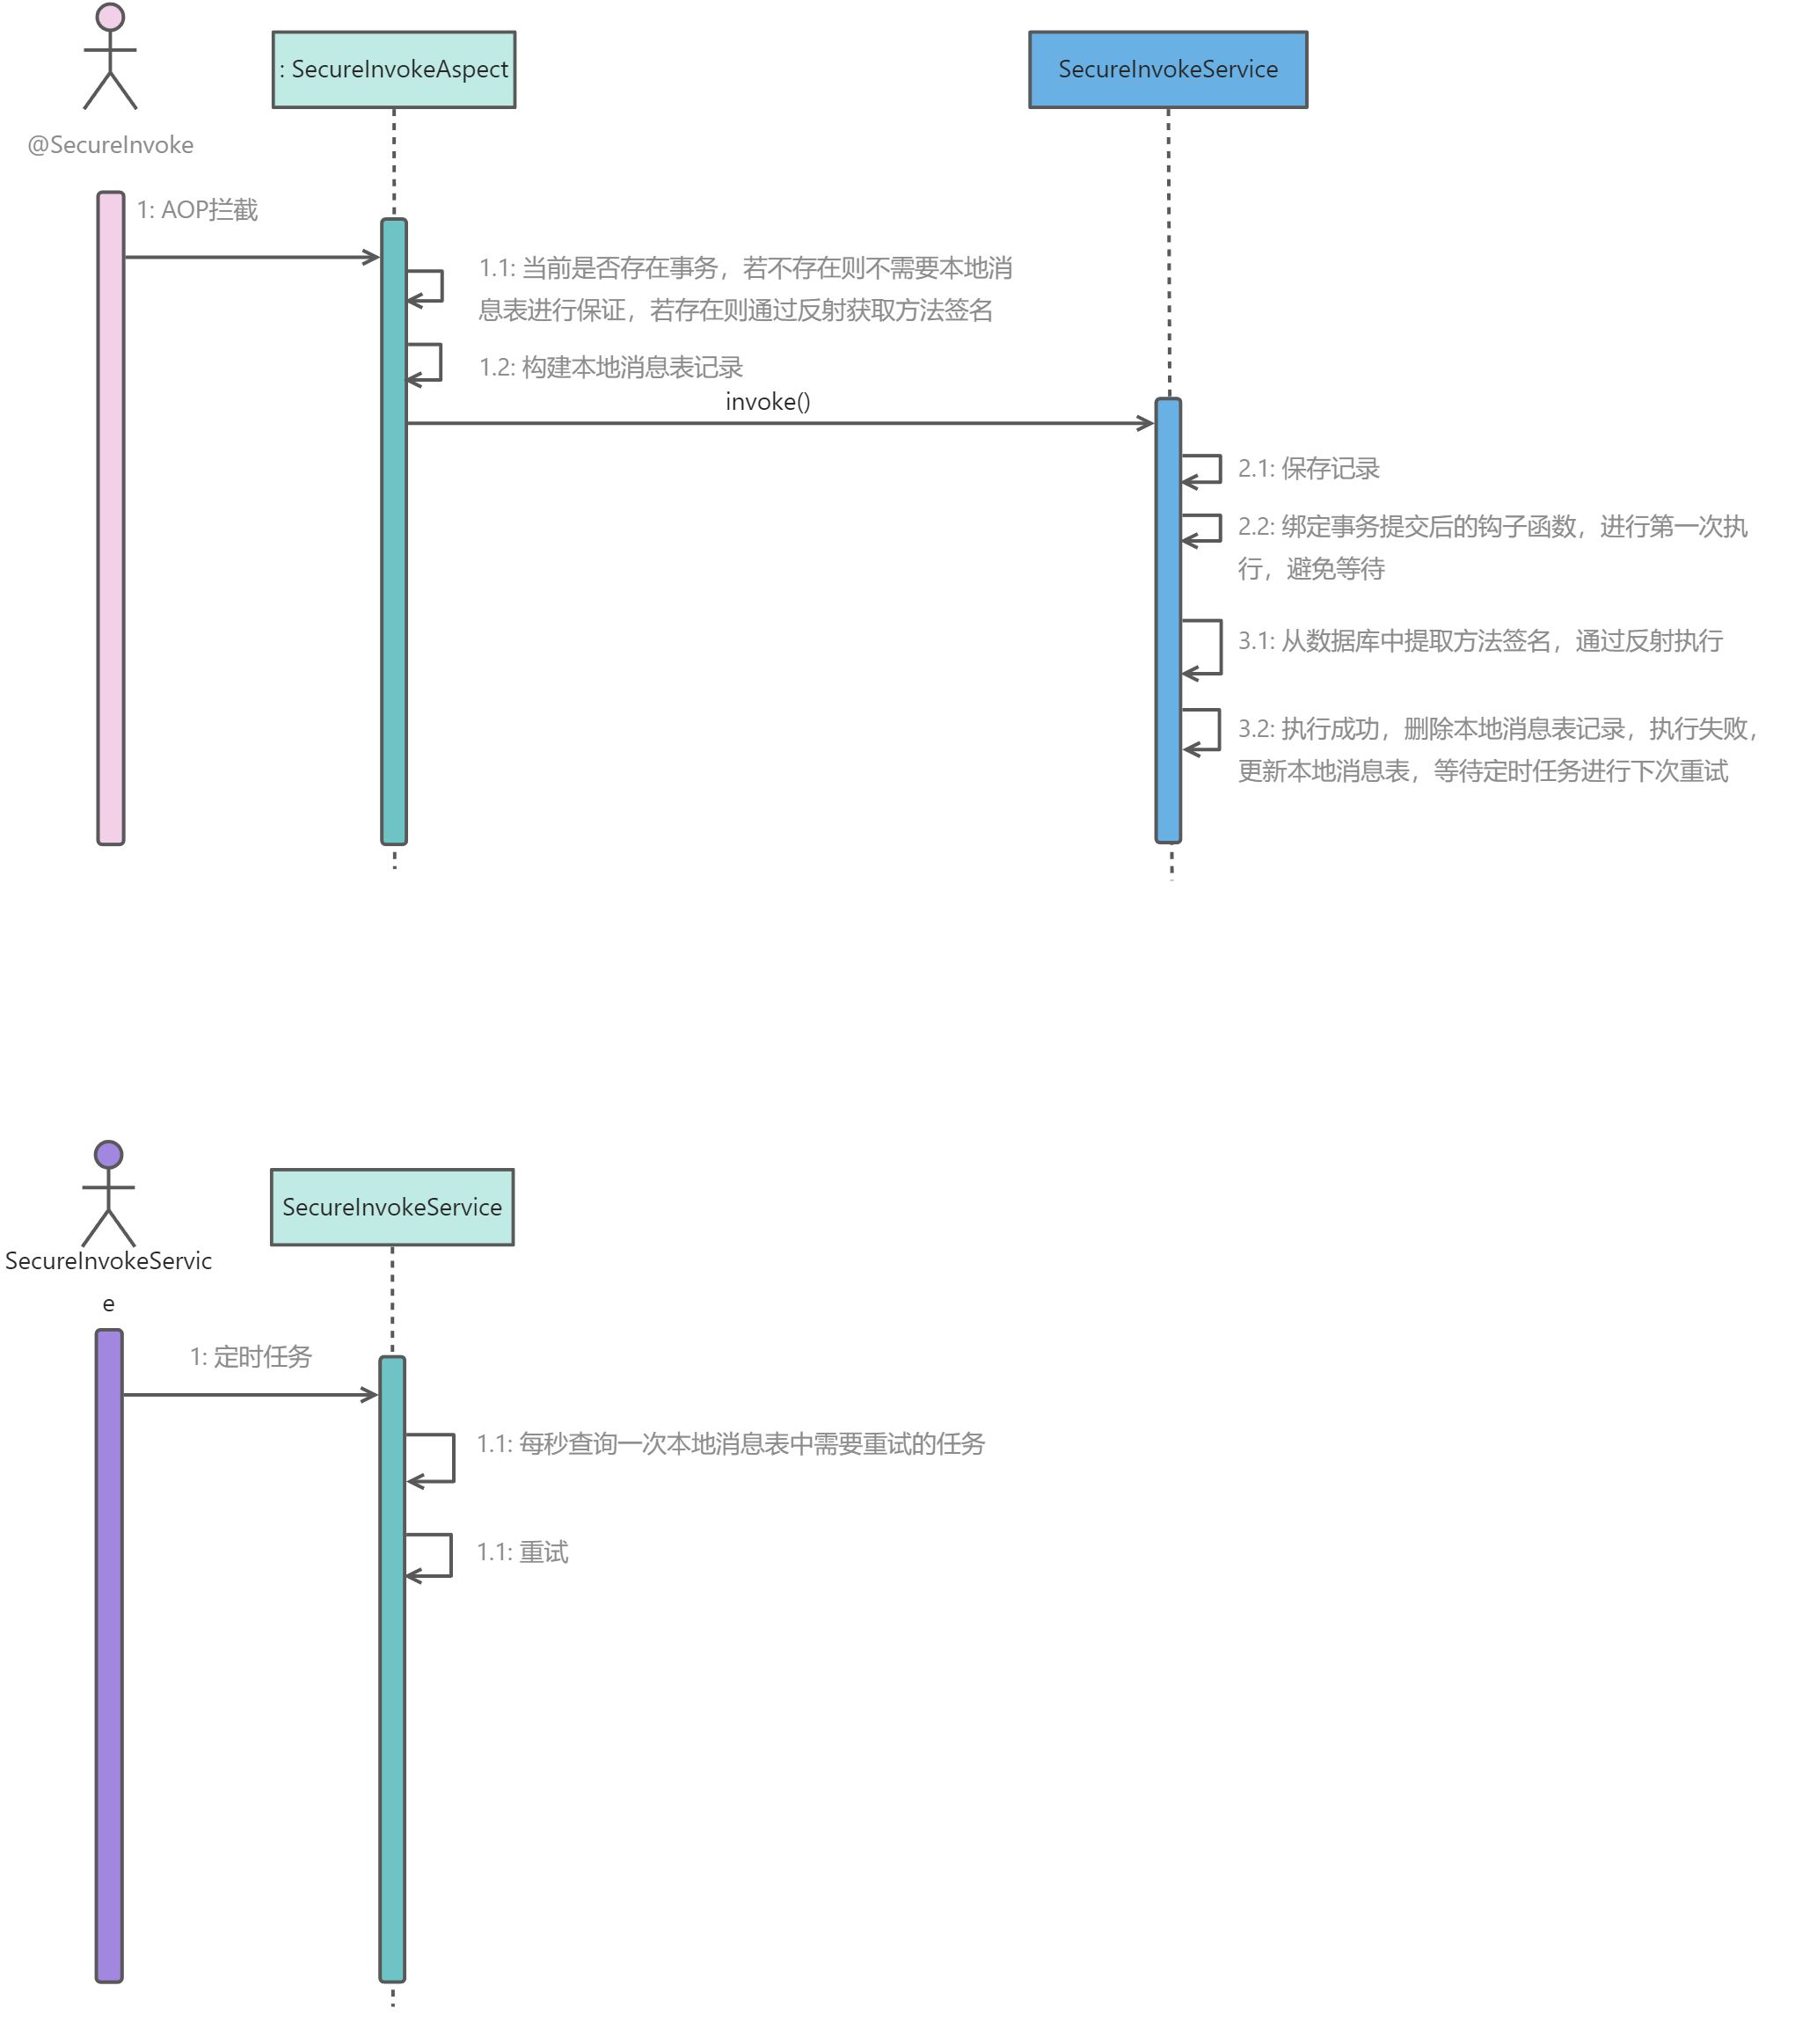 : SecureInvokeAspect
SecureInvokeService
@SecureInvoke
1: AOP拦截
1.1: 当前是否存在事务，若不存在则不需要本地消
息表进行保证，若存在则通过反射获取方法签名
1.2: 构建本地消息表记录
invoke()
2.1: 保存记录
2.2: 绑定事务提交后的钩子函数，进行第一次执
行，避免等待
3.1: 从数据库中提取方法签名，通过反射执行
3.2: 执行成功，删除本地消息表记录，执行失败，
更新本地消息表，等待定时任务进行下次重试
SecureInvokeService
SecureInvokeServic
e
1: 定时任务
1.1: 每秒查询一次本地消息表中需要重试的任务
1.1: 重试